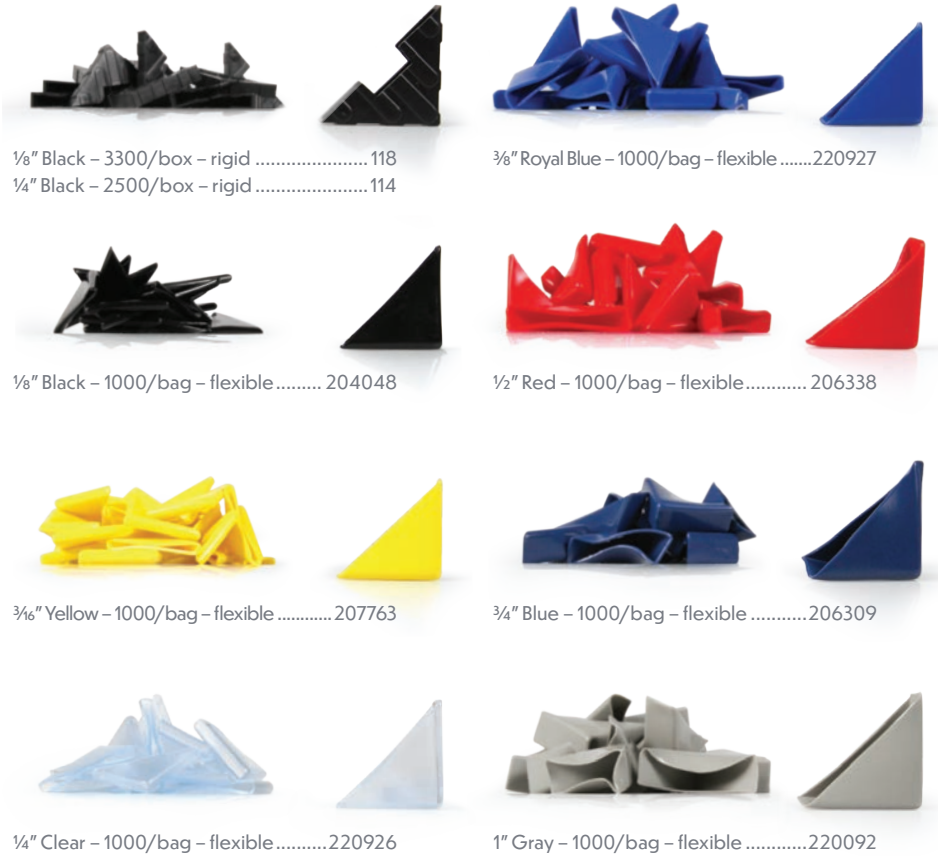 ⅛" Black – 3300/box – rigid ...................... 118
¼" Black – 2500/box – rigid ...................... 114
⅜" Royal Blue – 1000/bag – flexible .......220927
⅛" Black – 1000/bag – flexible ......... 204048
½" Red – 1000/bag – flexible ............ 206338
3⁄16" Yellow – 1000/bag – flexible ............ 207763
¾" Blue – 1000/bag – flexible ........... 206309
¼" Clear – 1000/bag – flexible .......... 220926
1" Gray – 1000/bag – flexible ............220092